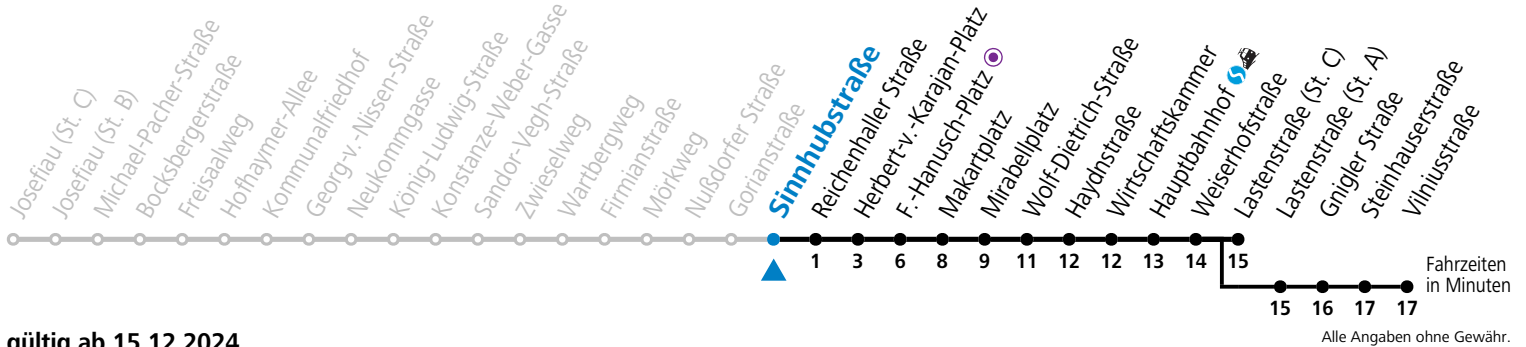 Josefiau (St. C)
Josefiau (St. B)
Michael-Pacher-Straße
Bocksbergerstraße
Freisaalweg
Hofhaymer-Allee
Kommunalfriedhof
Georg-v.-Nissen-Straße
Neukommgasse
König-Ludwig-Straße
Konstanze-Weber-Gasse
Sandor-Vegh-Straße
Zwieselweg
Wartbergweg
Firmianstraße
Mörkweg
Nußdorfer Straße
Gorianstraße
Sinnhubstraße
Reichenhaller Straße
Herbert-v.-Karajan-Platz
F.-Hanusch-Platz
Makartplatz
Mirabellplatz
Wolf-Dietrich-Straße
Haydnstraße
Wirtschaftskammer
Hauptbahnhof
Weiserhofstraße
Lastenstraße (St. C)
Lastenstraße (St. A)
Gnigler Straße
Steinhauserstraße
Vilniusstraße
1 3 6 8 9 11 12 12 13 14 15
15 16 17 17
Fahrzeiten
in Minuten
gültig ab 15.12.2024
Alle Angaben ohne Gewähr.